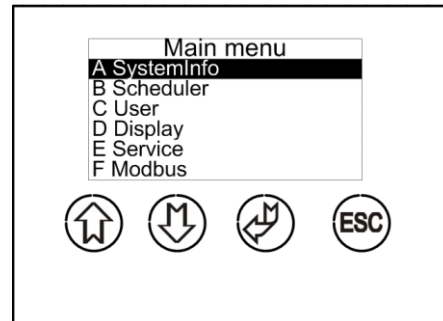 Main menu
A SystemInfo
B Scheduler
C User
D Display
E Service
F Modbus
ESC